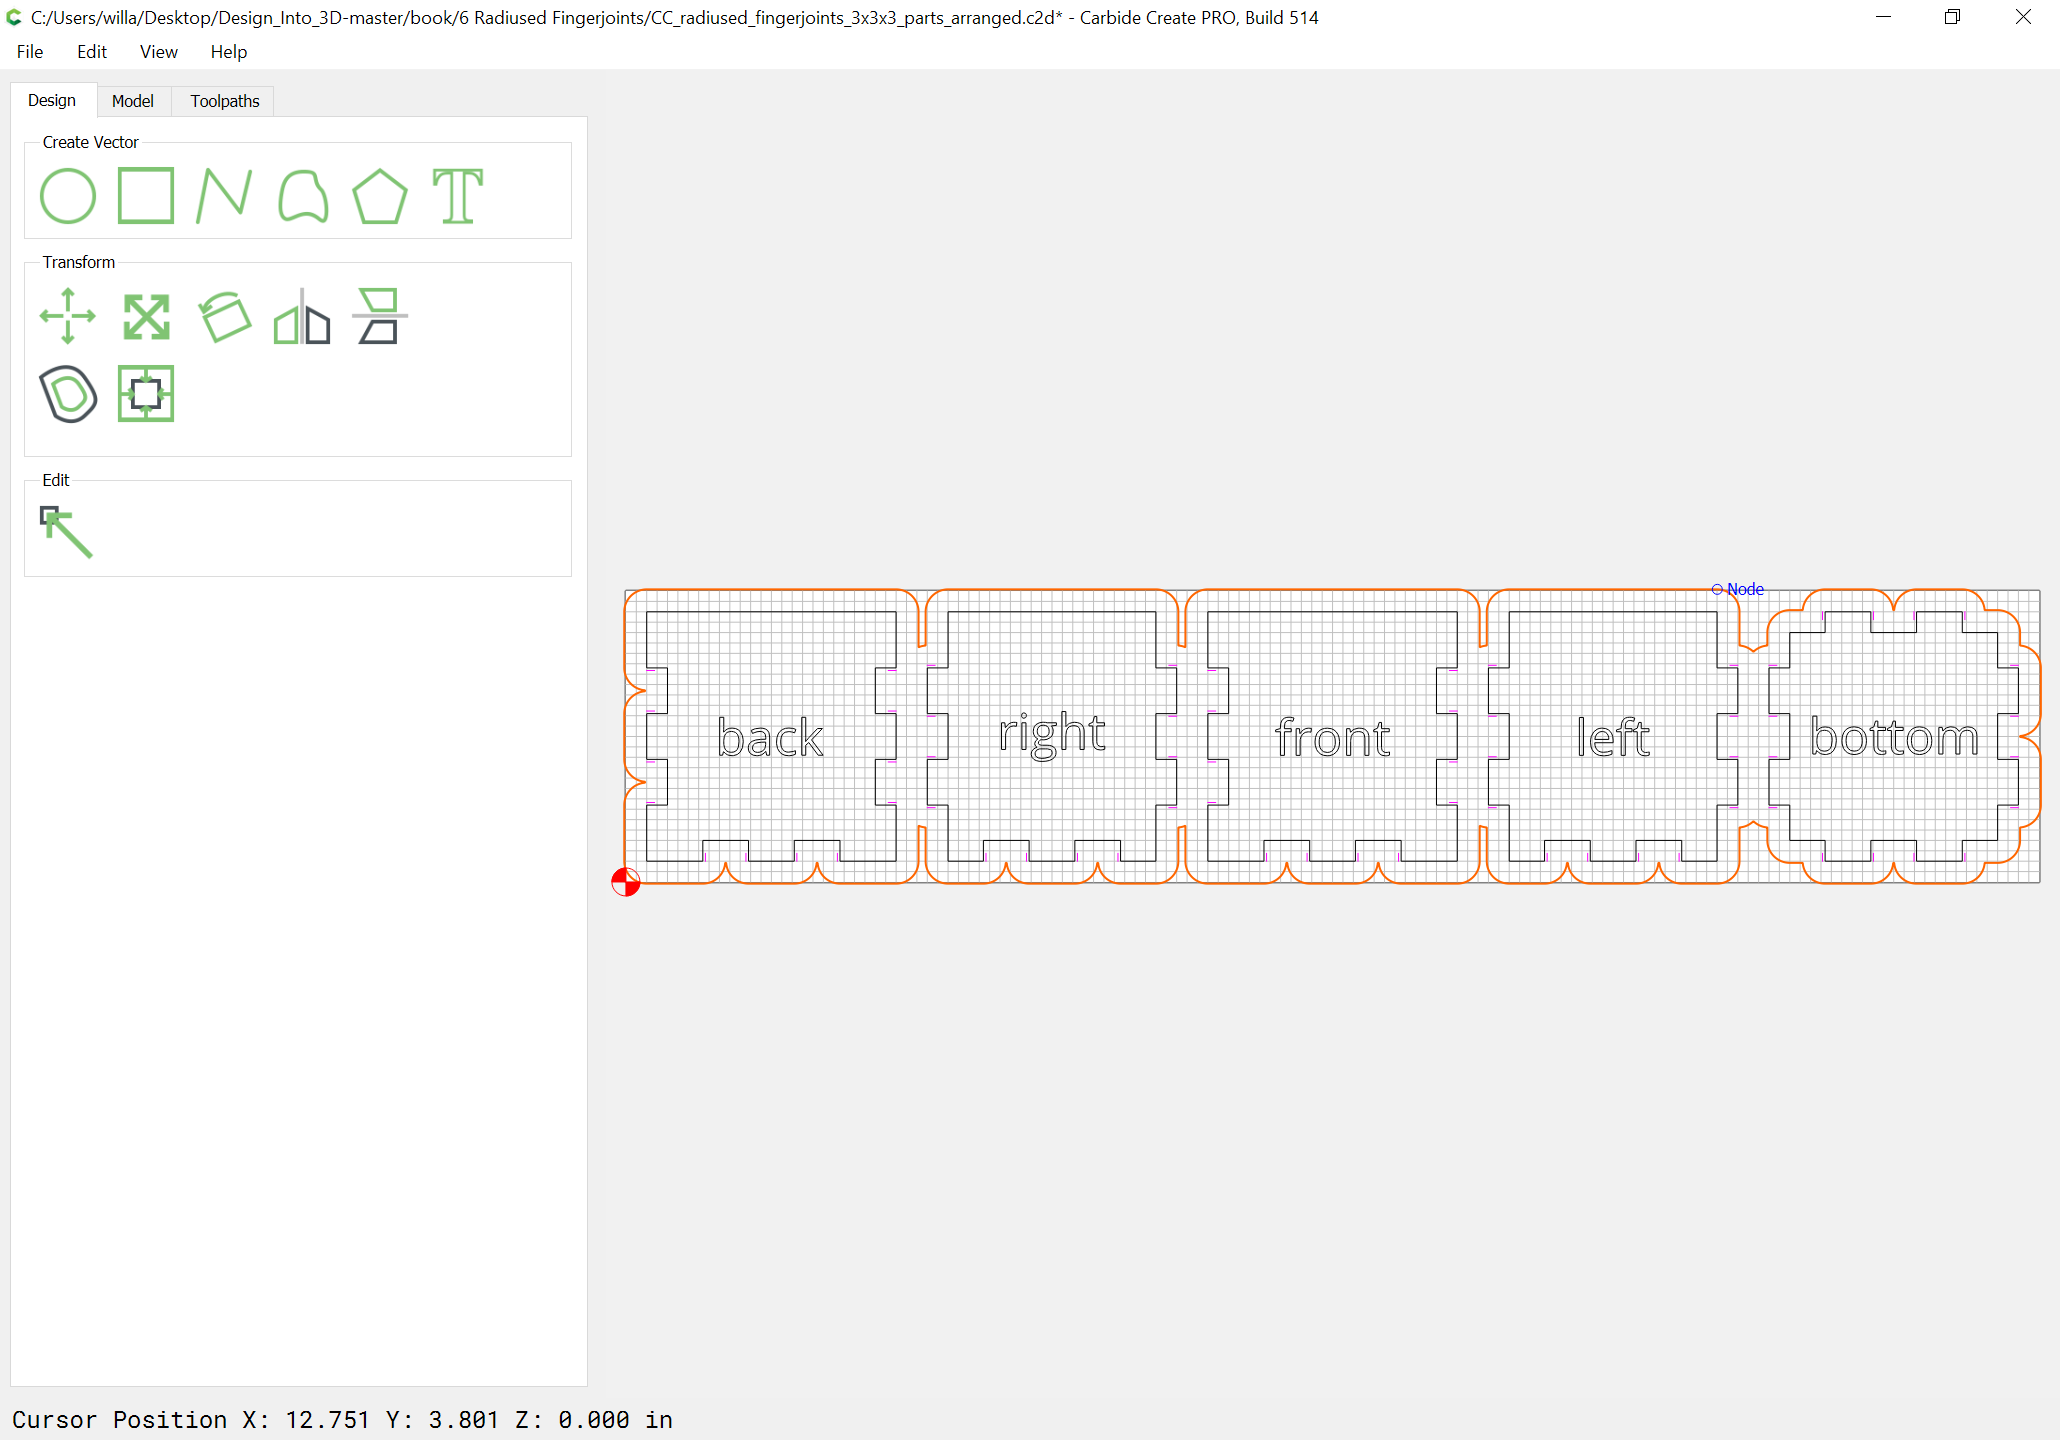 C:/Users/willa/Desktop/Design_Into_3D-master/book/6 Radiused Fingerjoints/CC_radiused_fingerjoints_3x3x3_parts_arranged.c2d* - Carbide Create PRO, Build 514
File Edit View Help
Design Model Toolpaths
Create Vector
Transform
Edit
Node
back right front left bottom
Cursor Position X: 12.751 Y: 3.801 Z: 0.000 in